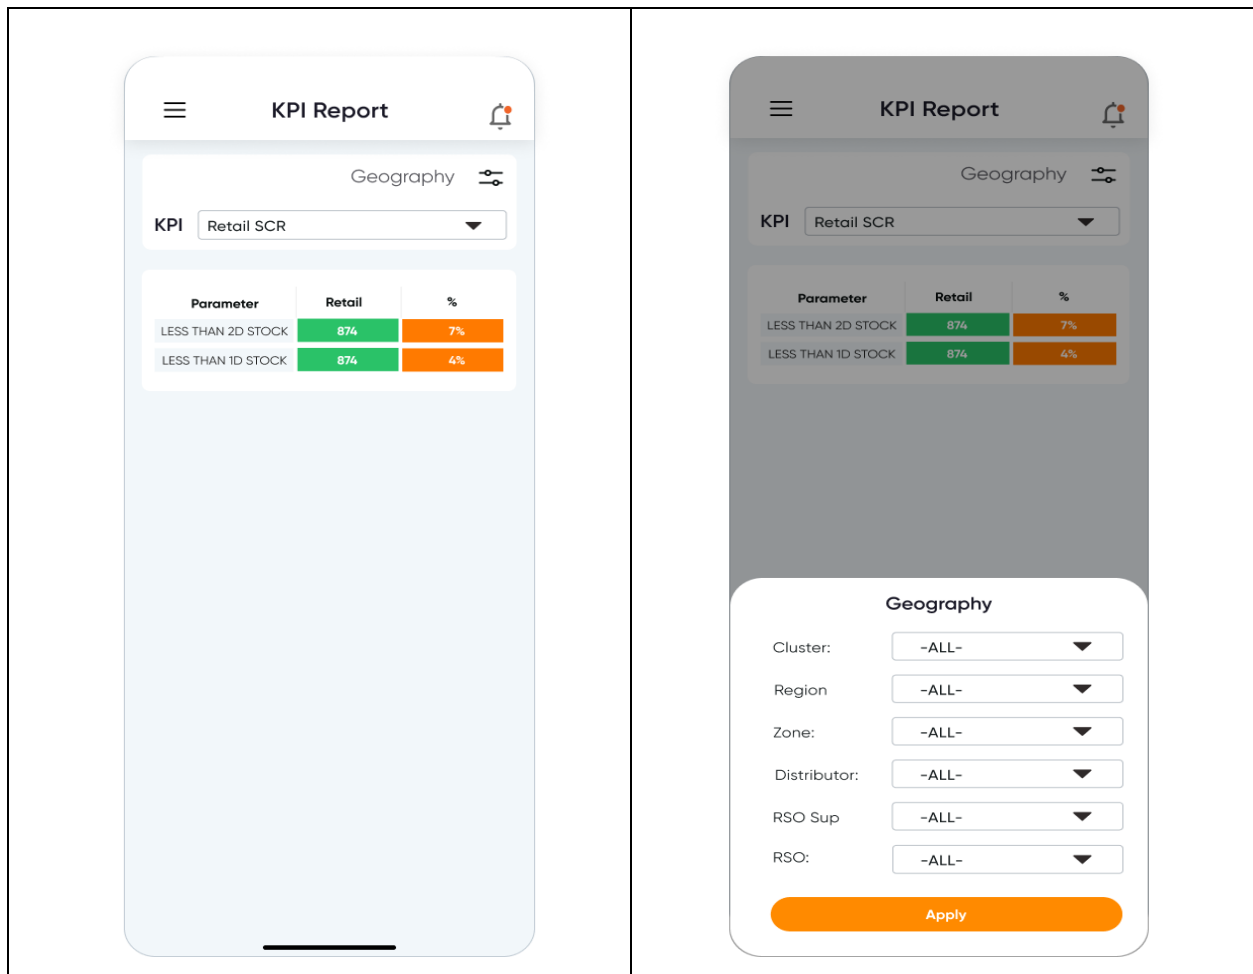 KPI Report
Geography
KPI Retail SCR
Parameter Retail %
LESS THAN 2D STOCK 874 7%
LESS THAN 1D STOCK 874 4%
KPI Report
Geography
KPI Retail SCR
Parameter Retail %
LESS THAN 2D STOCK 874 7%
LESS THAN 1D STOCK 874 4%
Geography
Cluster: -ALL-
Region -ALL-
Zone: -ALL-
Distributor: -ALL-
RSO Sup -ALL-
RSO: -ALL-
Apply